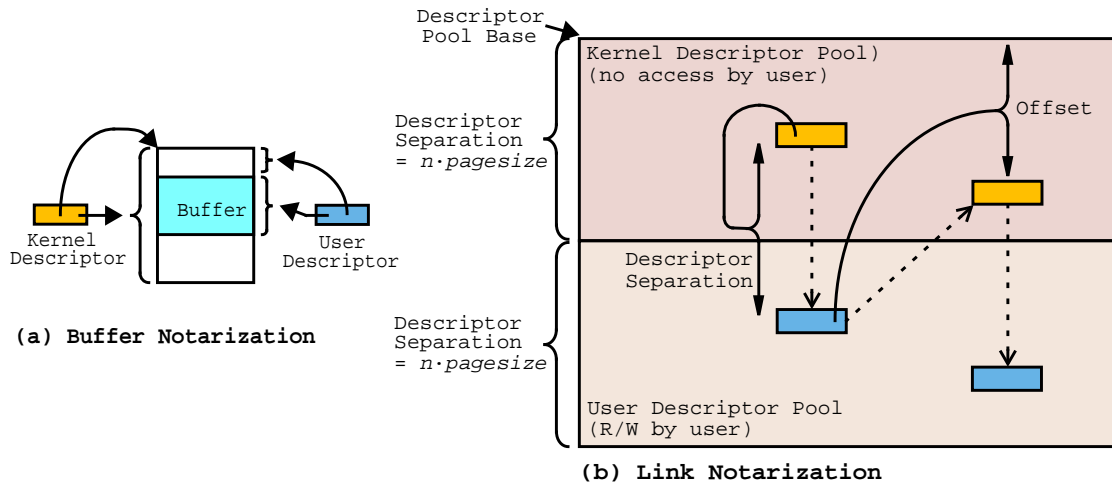 Buffer
Kernel
Descriptor
User
Descriptor
(a) Buffer Notarization
Descriptor
Pool Base
Kernel Descriptor Pool)
(no access by user)
Offset
Descriptor
Separation
= n·pagesize
Descriptor
Separation
Descriptor
Separation
= n·pagesize
User Descriptor Pool
(R/W by user)
(b) Link Notarization